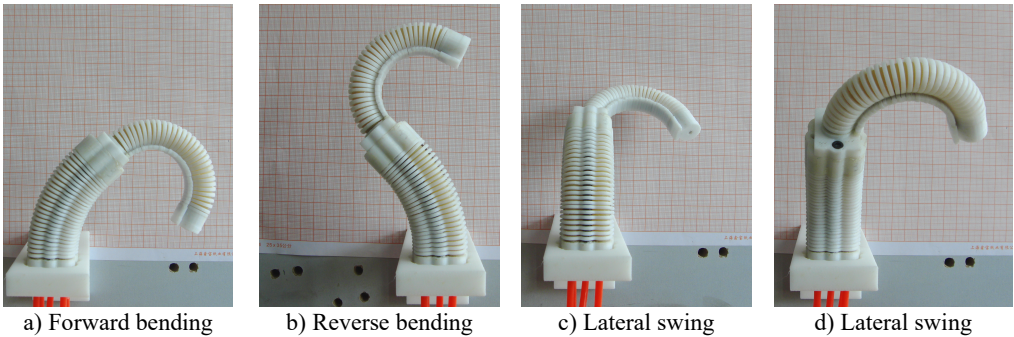 a) Forward bending
b) Reverse bending
c) Lateral swing
d) Lateral swing